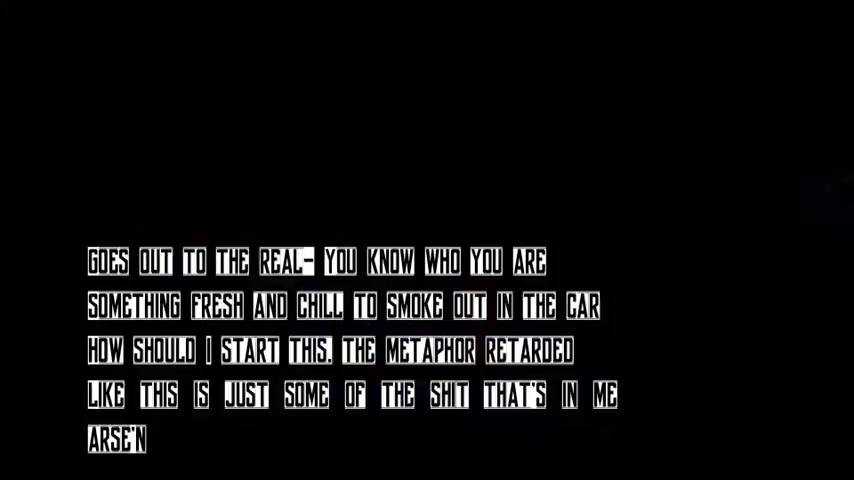 Goes out to the real- You know who you are
something fresh and chill to smoke out in the car
How should I start this, the metaphor retarded
Like this is just some of the shit that's in me
arse'n